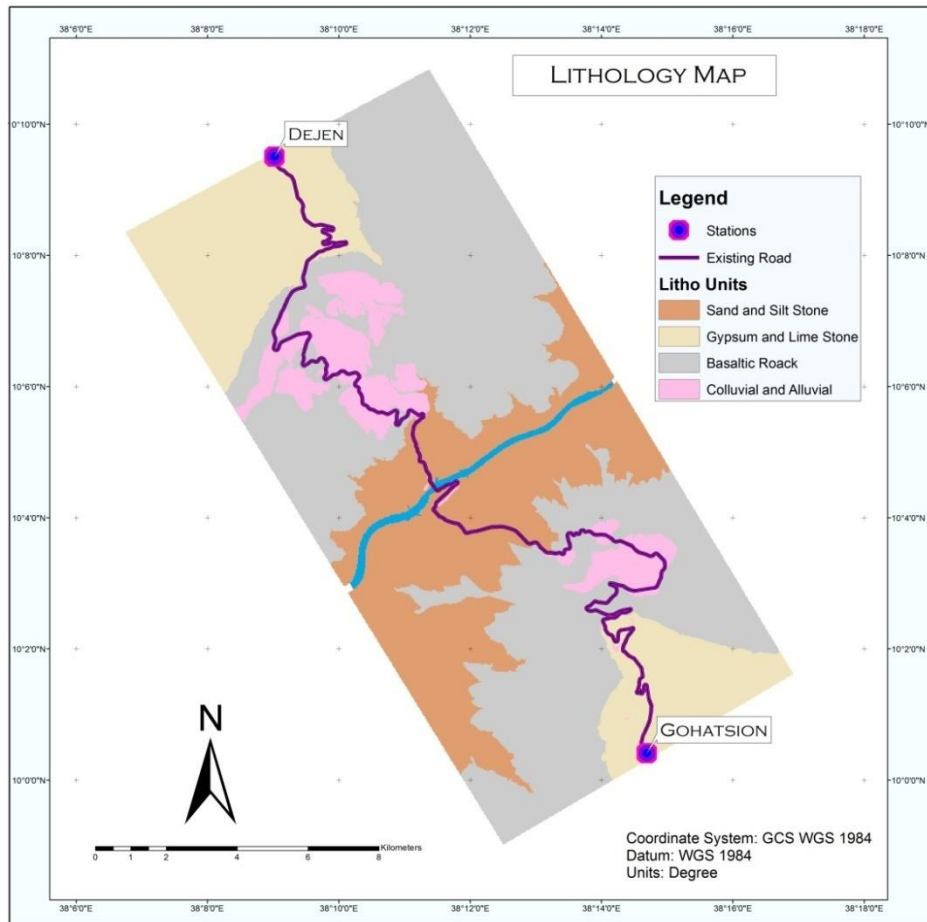 38°6'0"E 38°8'0"E 38°10'0"E 38°12'0"E 38°14'0"E 38°16'0"E 38°18'0"E
LITHOLOGY MAP
10°10'0"N 10°10'0"N
DEJEN
Legend
Stations
Existing Road
Litho Units
Sand and Silt Stone
Gypsum and Lime Stone
Basaltic Roack
Colluvial and Alluvial
10°8'0"N 10°8'0"N
10°6'0"N 10°6'0"N
10°4'0"N 10°4'0"N
10°2'0"N 10°2'0"N
N
GOHATSION
10°0'0"N 10°0'0"N
Kilometers
0 1 2 4 6 8
Coordinate System: GCS WGS 1984
Datum: WGS 1984
Units: Degree
38°6'0"E 38°8'0"E 38°10'0"E 38°12'0"E 38°14'0"E 38°16'0"E 38°18'0"E